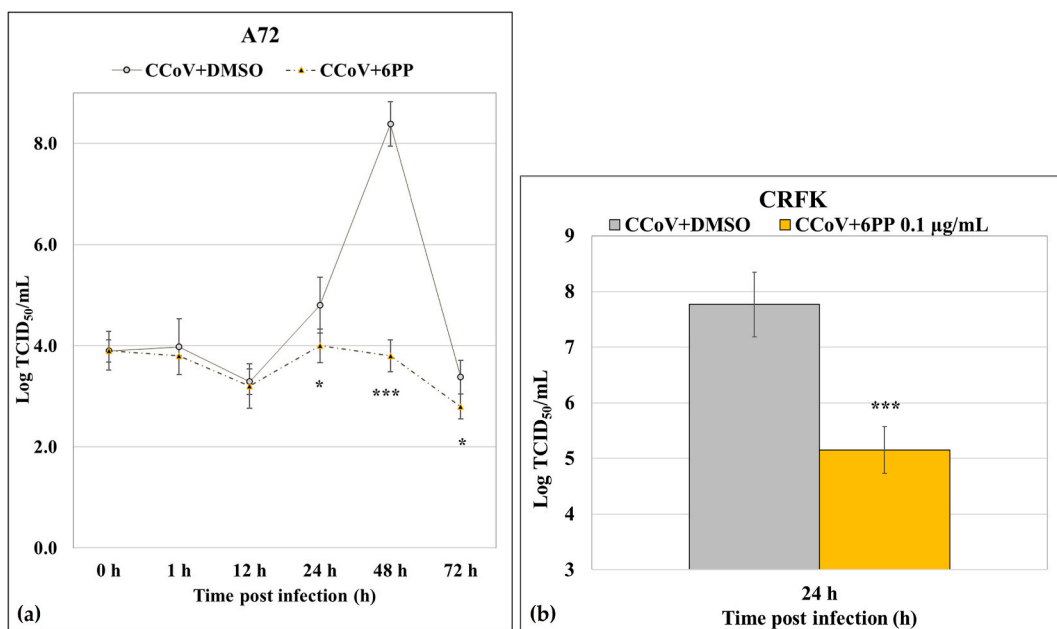 A72
CCoV+DMSO CCoV+6PP
8.0
6.0
4.0
2.0
0.0
Log TCID50/mL
*
***
*
0 h 1 h 12 h 24 h 48 h 72 h
Time post infection (h)
(a)
CRFK
CCoV+DMSO CCoV+6PP 0.1 µg/mL
9
8
7
6
5
4
3
Log TCID50/mL
***
24 h
Time post infection (h)
(b)